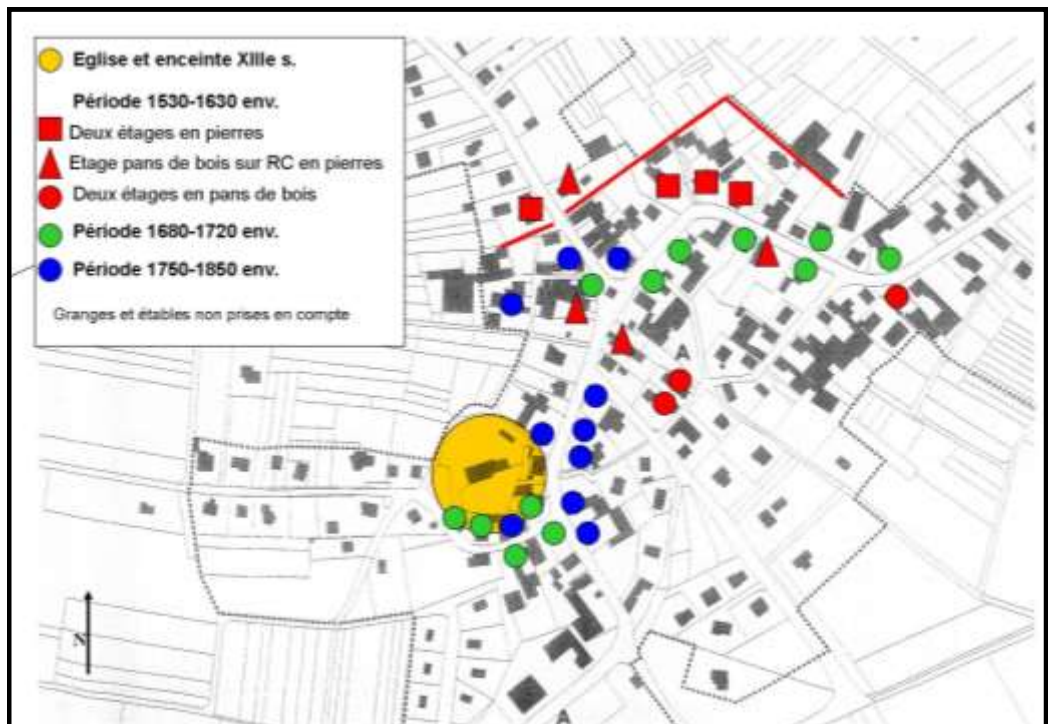 Eglise et enceinte XIIIe s.
Période 1530-1630 env.
Deux étages en pierres
Etage pans de bois sur RC en pierres
Deux étages en pans de bois
Période 1680-1720 env.
Période 1750-1850 env.
Granges et étables non prises en compte
A
N
A